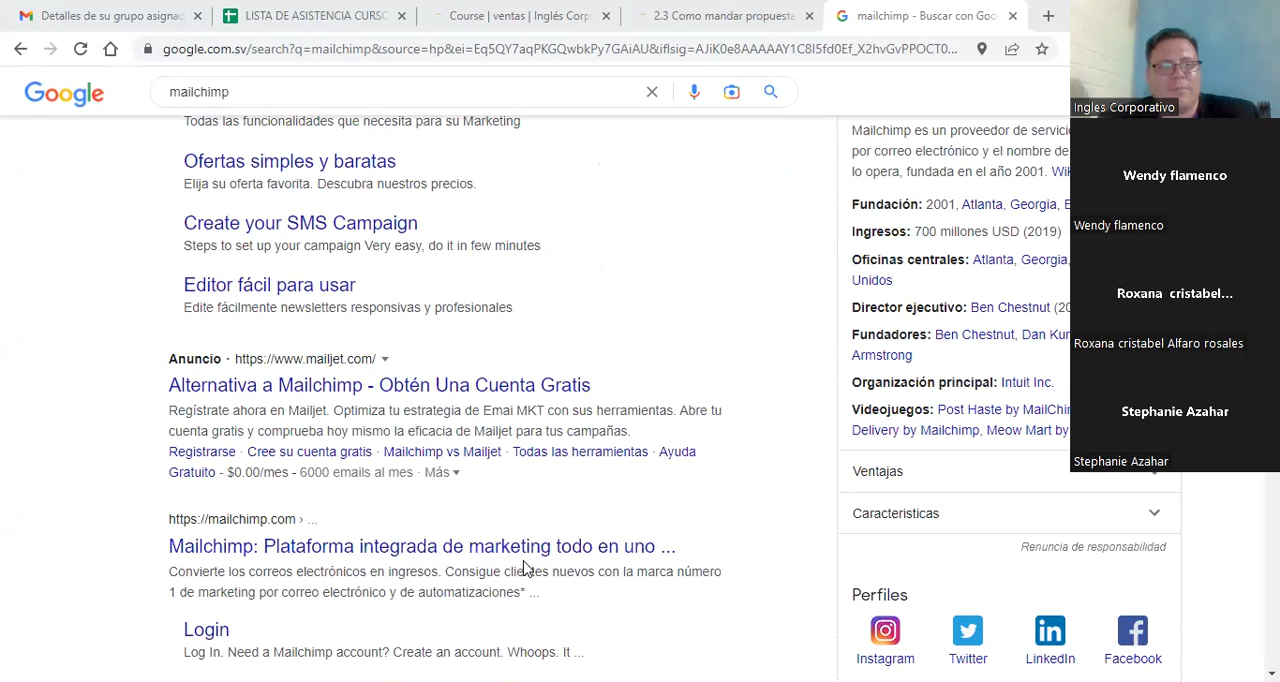 Detalles de su grupo asignac
LISTA DE ASISTENCIA CURSO
Course | ventas | Inglés Corp
2.3 Como mandar propuesta
mailchimp - Buscar con Goo
google.com.sv/search?q=mailchimp&source=hp&ei=Eq5QY7aqPKGQwbkPy7GAiAU&iflsig=AJiK0e8AAAAAY1C8I5fd0Ef_X2hvGvPPOCT0...
Google
mailchimp
Todas las funcionalidades que necesita para su Marketing
Ofertas simples y baratas
Elija su oferta favorita. Descubra nuestros precios.
Create your SMS Campaign
Steps to set up your campaign Very easy, do it in few minutes
Editor fácil para usar
Edite fácilmente newsletters responsivas y profesionales
Anuncio · https://www.mailjet.com/
Alternativa a Mailchimp - Obtén Una Cuenta Gratis
Regístrate ahora en Mailjet. Optimiza tu estrategia de Emai MKT con sus herramientas. Abre tu
cuenta gratis y comprueba hoy mismo la eficacia de Mailjet para tus campañas.
Registrarse · Cree su cuenta gratis · Mailchimp vs Mailjet · Todas las herramientas · Ayuda
Gratuito - $0.00/mes - 6000 emails al mes · Más
https://mailchimp.com › ...
Mailchimp: Plataforma integrada de marketing todo en uno ...
Convierte los correos electrónicos en ingresos. Consigue clientes nuevos con la marca número
1 de marketing por correo electrónico y de automatizaciones* ...
Login
Log In. Need a Mailchimp account? Create an account. Whoops. It ...
Mailchimp es un proveedor de servicio
por correo electrónico y el nombre de
lo opera, fundada en el año 2001. Wik
Fundación: 2001, Atlanta, Georgia, E
Ingresos: 700 millones USD (2019)
Oficinas centrales: Atlanta, Georgia,
Unidos
Director ejecutivo: Ben Chestnut (20
Fundadores: Ben Chestnut, Dan Kur
Armstrong
Organización principal: Intuit Inc.
Videojuegos: Post Haste by MailChi
Delivery by Mailchimp, Meow Mart by
Ventajas
Caracteristicas
Renuncia de responsabilidad
Perfiles
Instagram
Twitter
LinkedIn
Facebook
Ingles Corporativo
Wendy flamenco
Wendy flamenco
Roxana cristabel...
Roxana cristabel Alfaro rosales
Stephanie Azahar
Stephanie Azahar